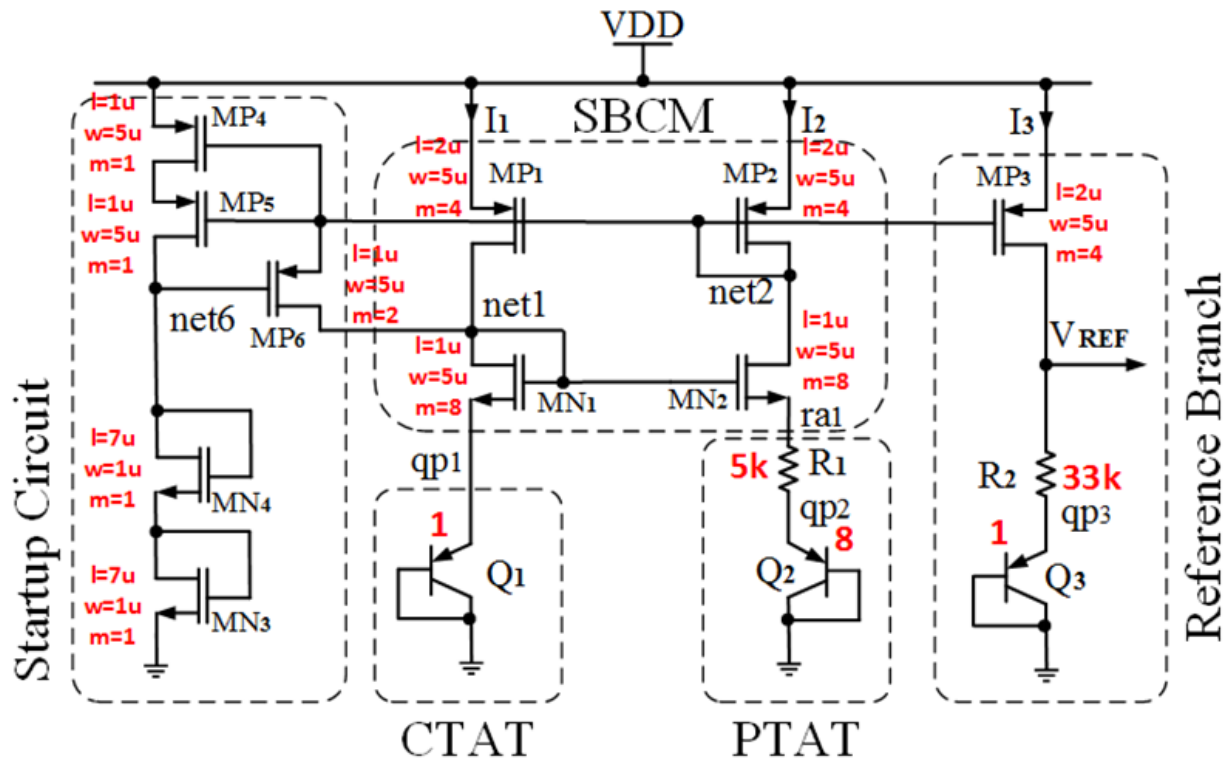 VDD
l=1u
w=5u
m=1
MP4
I1
SBCM
I2
I3
l=2u
w=5u
m=4
MP1
l=2u
w=5u
m=4
MP2
MP3
l=2u
w=5u
m=4
l=1u
w=5u
m=1
MP5
l=1u
w=5u
m=2
net6
MP6
net1
net2
VREF
l=1u
w=5u
m=8
MN1
l=1u
w=5u
m=8
MN2
ra1
qp1
5k
R1
qp2
R2
33k
qp3
l=7u
w=1u
m=1
MN4
l=7u
w=1u
m=1
MN3
1
Q1
8
Q2
1
Q3
Startup Circuit
Reference Branch
CTAT
PTAT